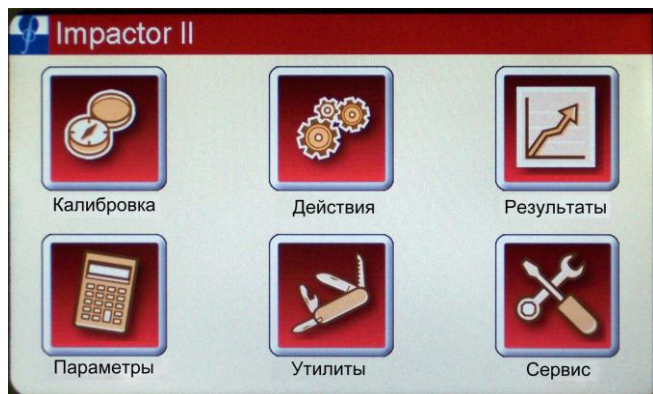 Impactor II
Калибровка
Действия
Результаты
Параметры
Утилиты
Сервис